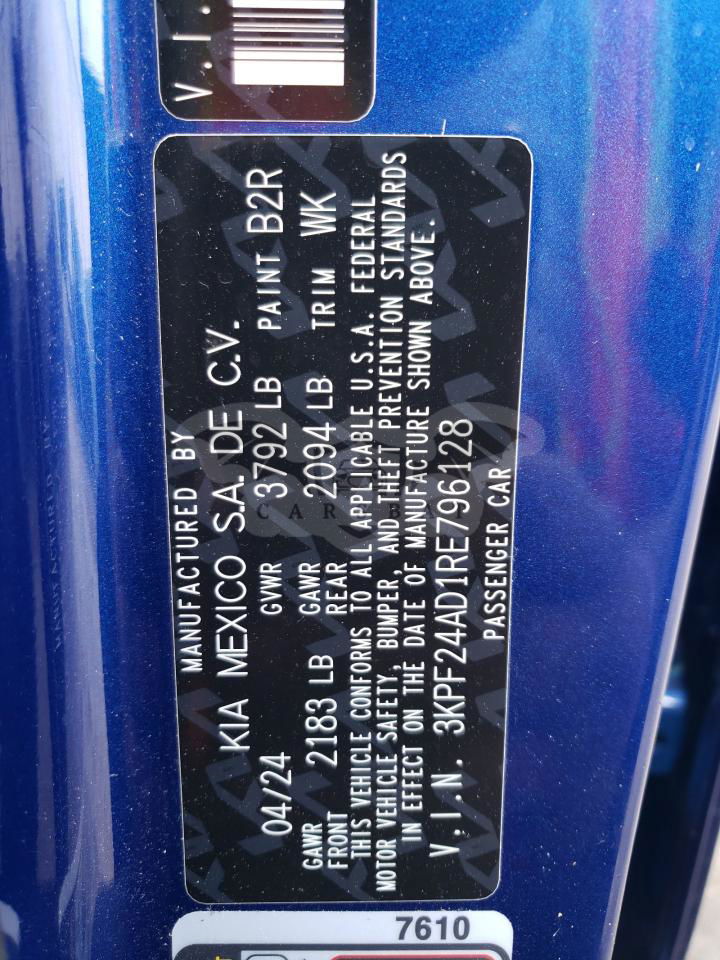 V.I.
MANUFACTURED BY
KIA MEXICO S.A. DE C.V.
04/24 GVWR 3792 LB PAINT B2R
GAWR FRONT 2183 LB GAWR REAR 2094 LB TRIM WK
THIS VEHICLE CONFORMS TO ALL APPLICABLE U.S.A. FEDERAL
MOTOR VEHICLE SAFETY, BUMPER, AND THEFT PREVENTION STANDARDS
IN EFFECT ON THE DATE OF MANUFACTURE SHOWN ABOVE.
V.I.N. 3KPF24AD1RE796128
PASSENGER CAR
7610